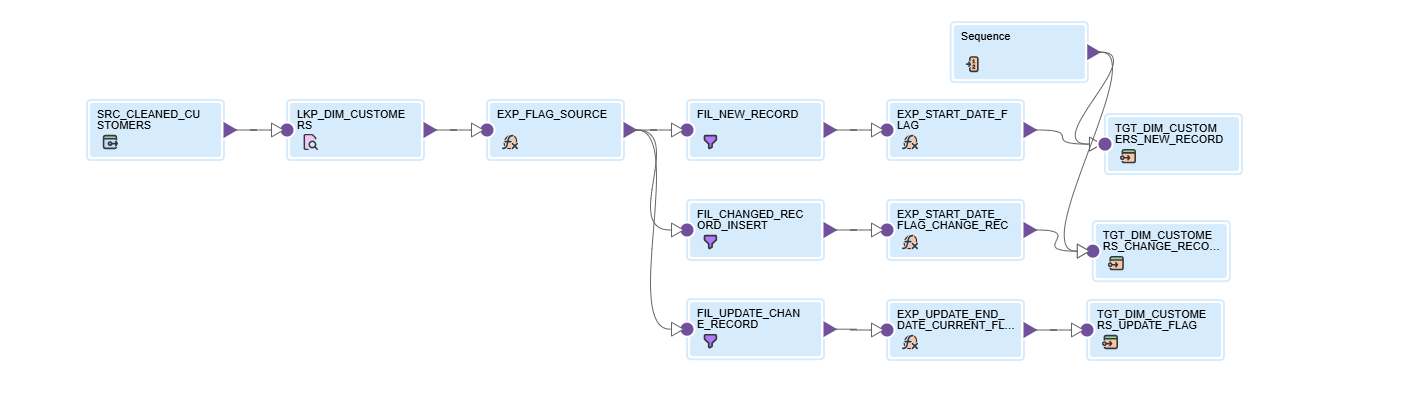 Sequence
SRC_CLEANED_CU
STOMERS
LKP_DIM_CUSTOME
RS
EXP_FLAG_SOURCE
FIL_NEW_RECORD
EXP_START_DATE_F
LAG
TGT_DIM_CUSTOM
ERS_NEW_RECORD
FIL_CHANGED_REC
ORD_INSERT
EXP_START_DATE_
FLAG_CHANGE_REC
TGT_DIM_CUSTOME
RS_CHANGE_RECO...
FIL_UPDATE_CHAN
E_RECORD
EXP_UPDATE_END_
DATE_CURRENT_FL...
TGT_DIM_CUSTOME
RS_UPDATE_FLAG